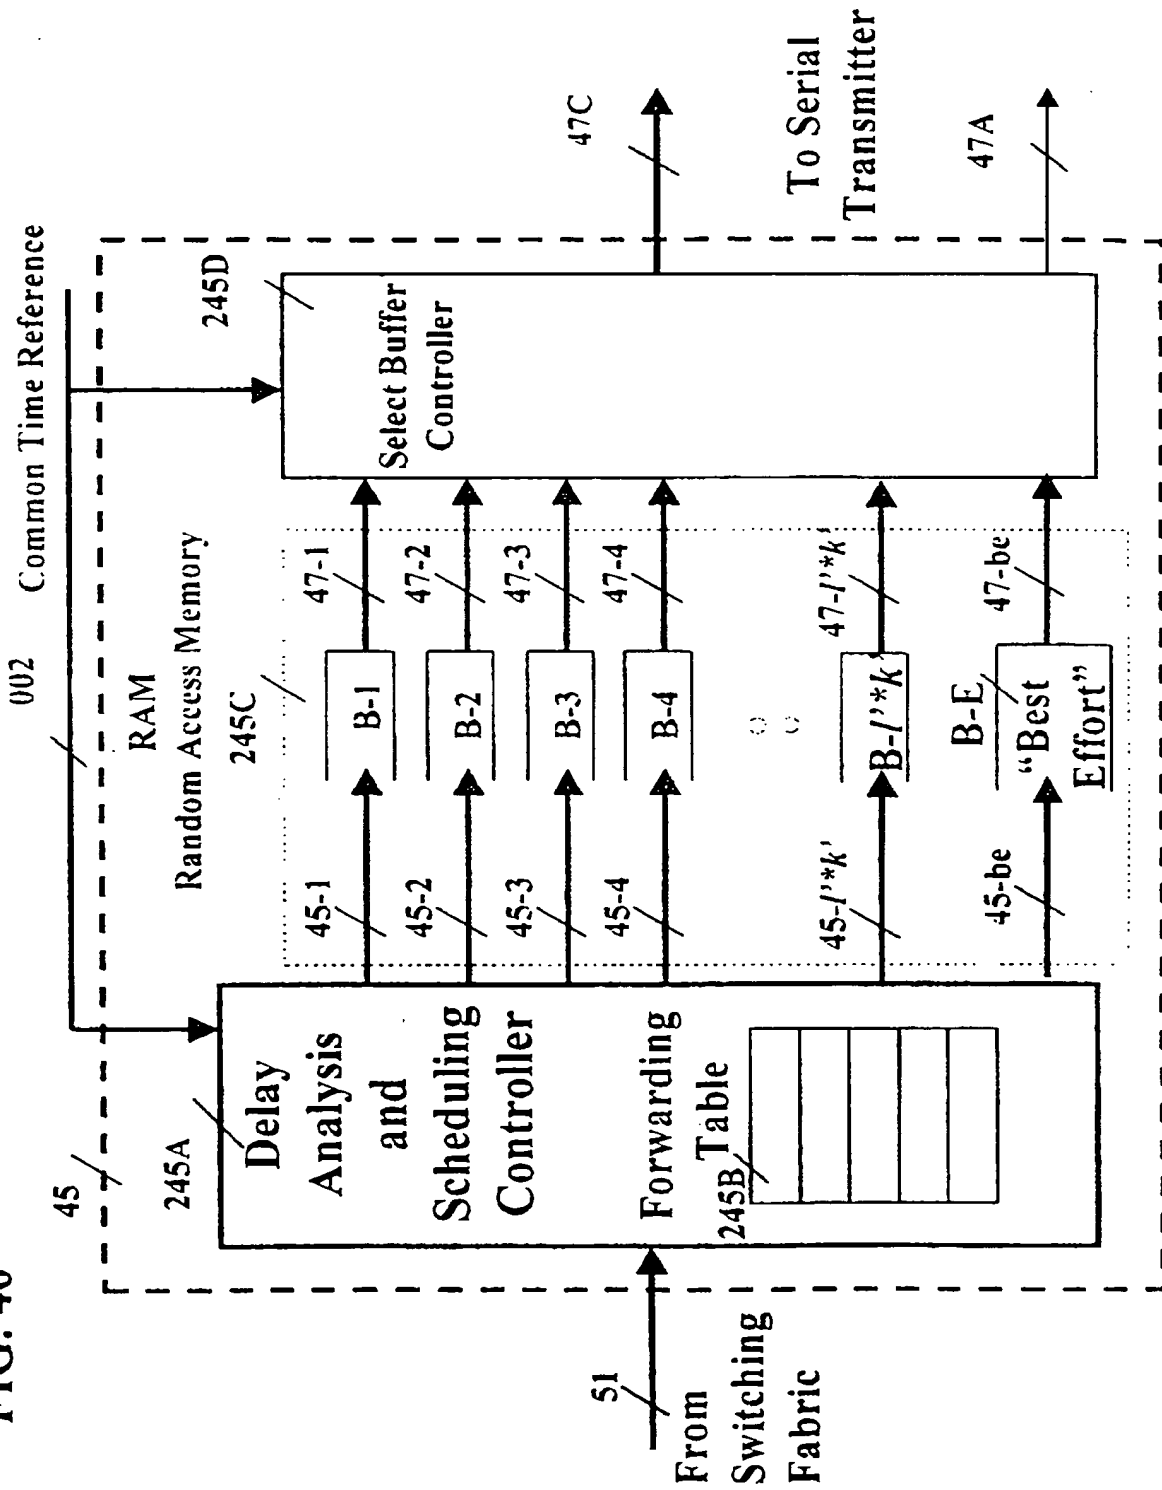 002
Common Time Reference
45
RAM
Random Access Memory
245A
245C
245D
Delay
Analysis
and
Scheduling
Controller
Forwarding
Table
245B
51
From
Switching
Fabric
45-1
B-1
47-1
45-2
B-2
47-2
45-3
B-3
47-3
45-4
B-4
47-4
45-l'*k'
B-l'*k'
47-l'*k'
45-be
B-E
“Best
Effort”
47-be
Select Buffer
Controller
47C
To Serial
Transmitter
47A